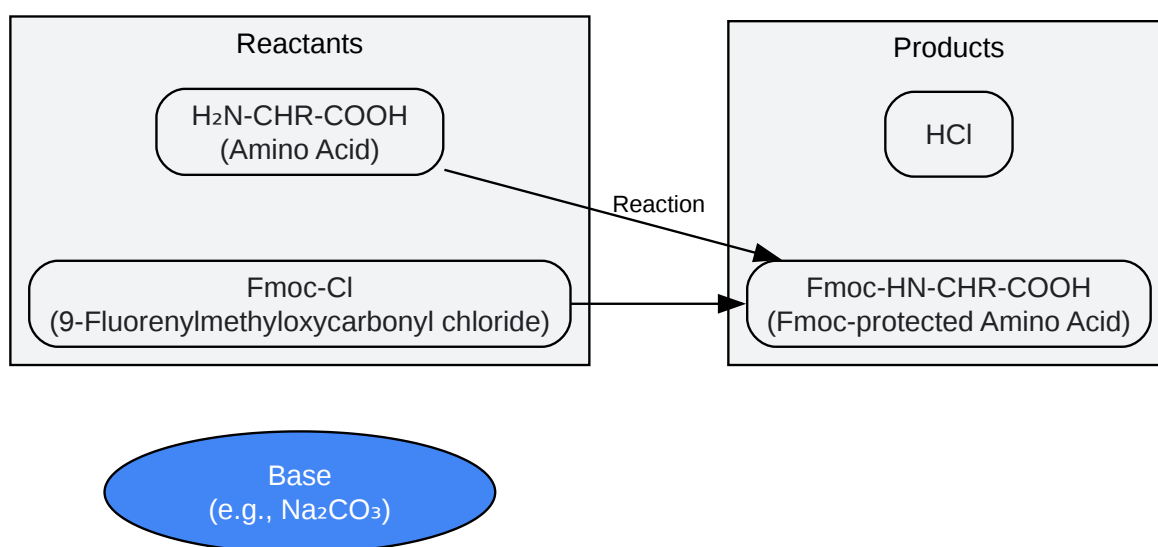 Reactants
H₂N-CHR-COOH
(Amino Acid)
Fmoc-Cl
(9-Fluorenylmethyloxycarbonyl chloride)
Reaction
Products
HCl
Fmoc-HN-CHR-COOH
(Fmoc-protected Amino Acid)
Base
(e.g., Na₂CO₃)